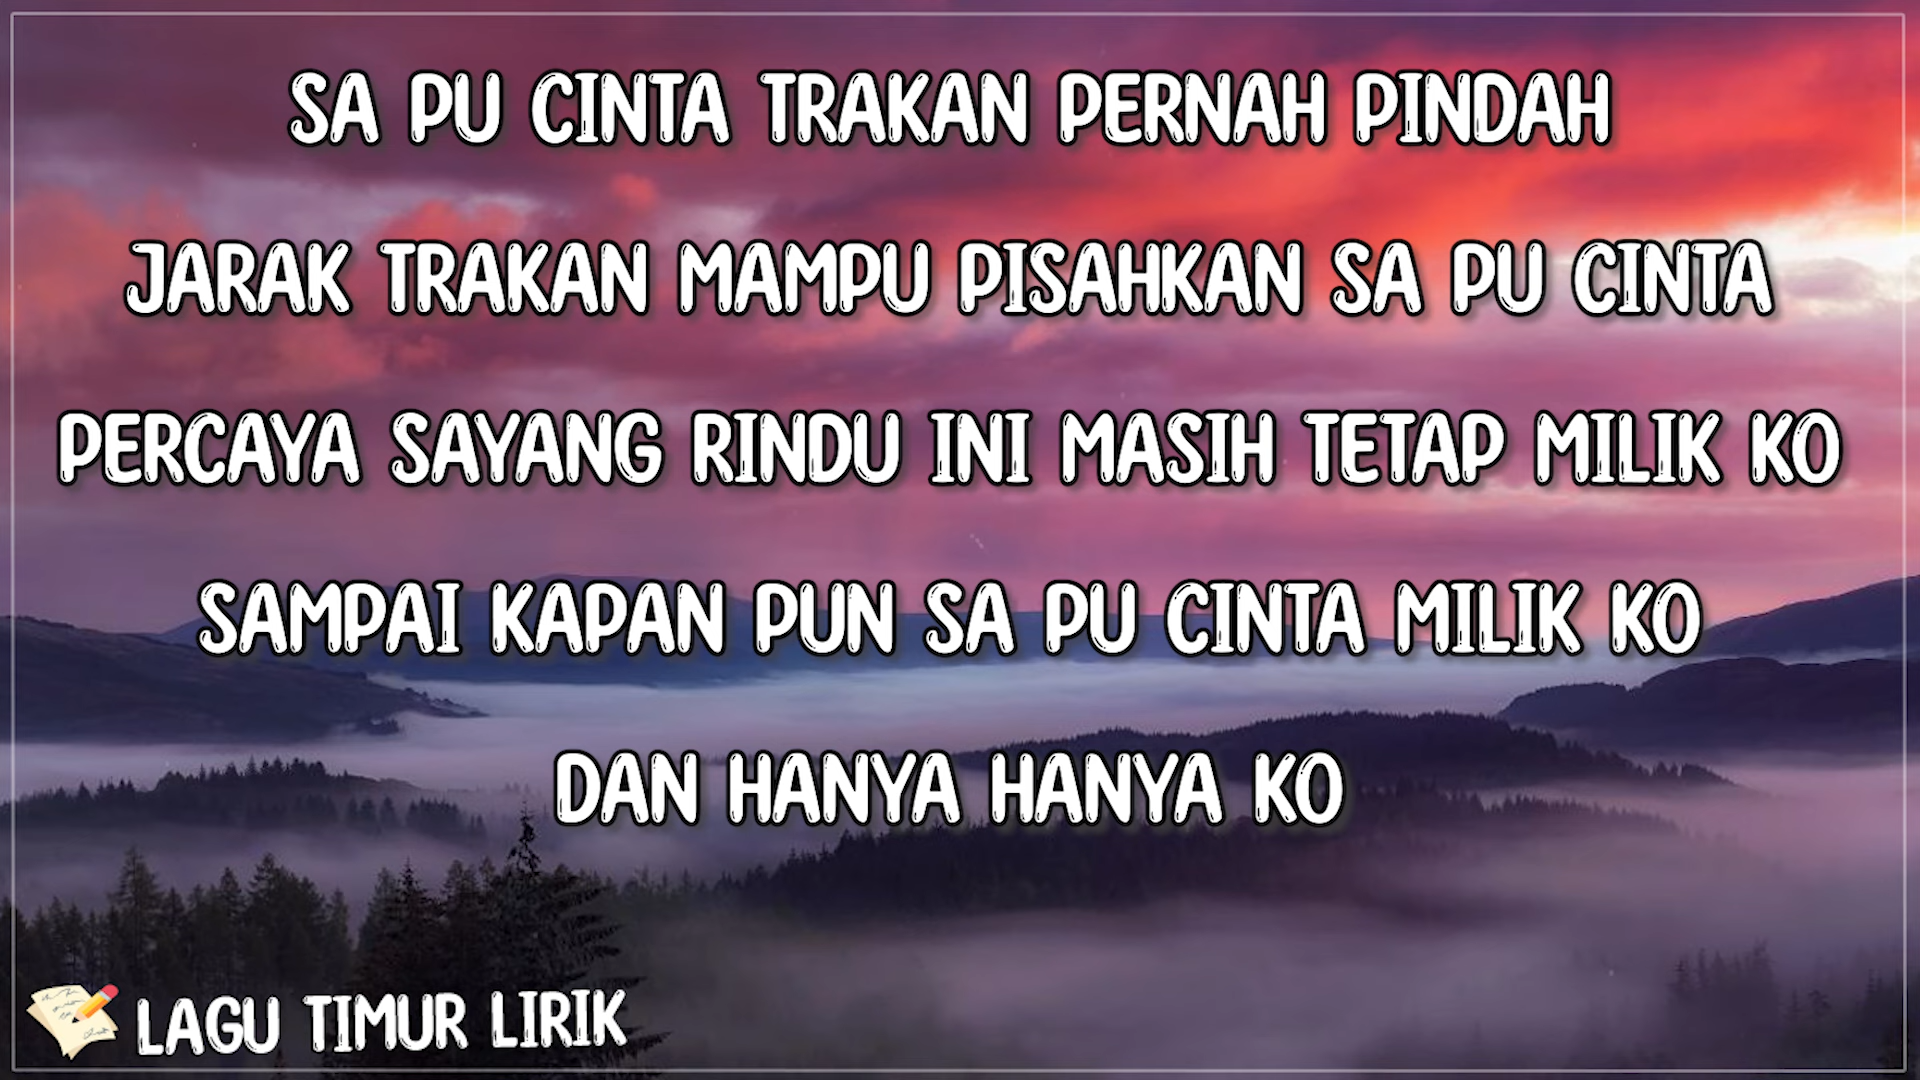 SA PU CINTA TRAKAN PERNAH PINDAH
JARAK TRAKAN MAMPU PISAHKAN SA PU CINTA
PERCAYA SAYANG RINDU INI MASIH TETAP MILIK KO
SAMPAI KAPAN PUN SA PU CINTA MILIK KO
DAN HANYA HANYA KO
LAGU TIMUR LIRIK